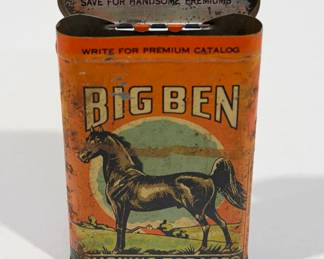 SAVE FOR HANDSOME PREMIUMS
WRITE FOR PREMIUM CATALOG
BIG BEN